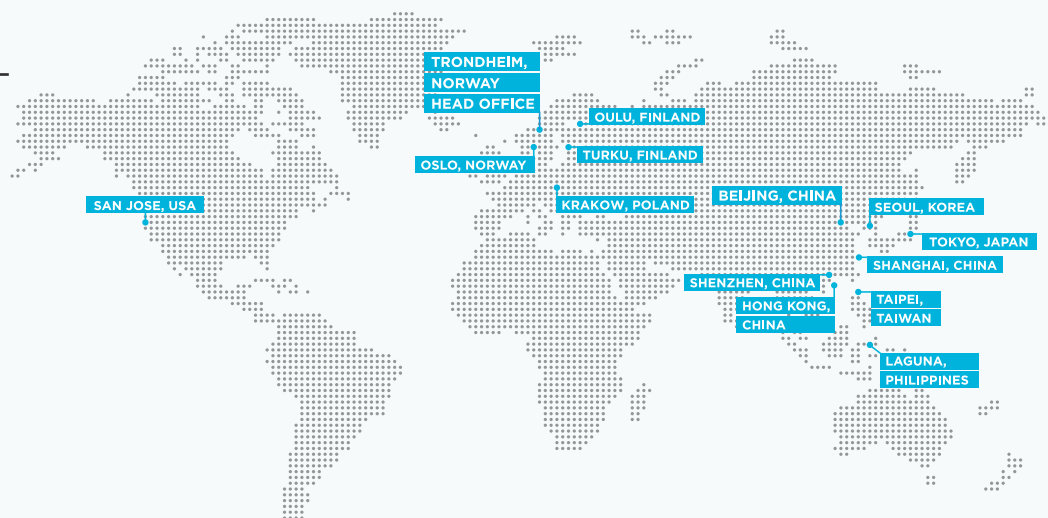 TRONDHEIM,
NORWAY
HEAD OFFICE
OULU, FINLAND
OSLO, NORWAY
TURKU, FINLAND
SAN JOSE, USA
KRAKOW, POLAND
BEIJING, CHINA
SEOUL, KOREA
TOKYO, JAPAN
SHANGHAI, CHINA
SHENZHEN, CHINA
HONG KONG,
CHINA
TAIPEI,
TAIWAN
LAGUNA,
PHILIPPINES